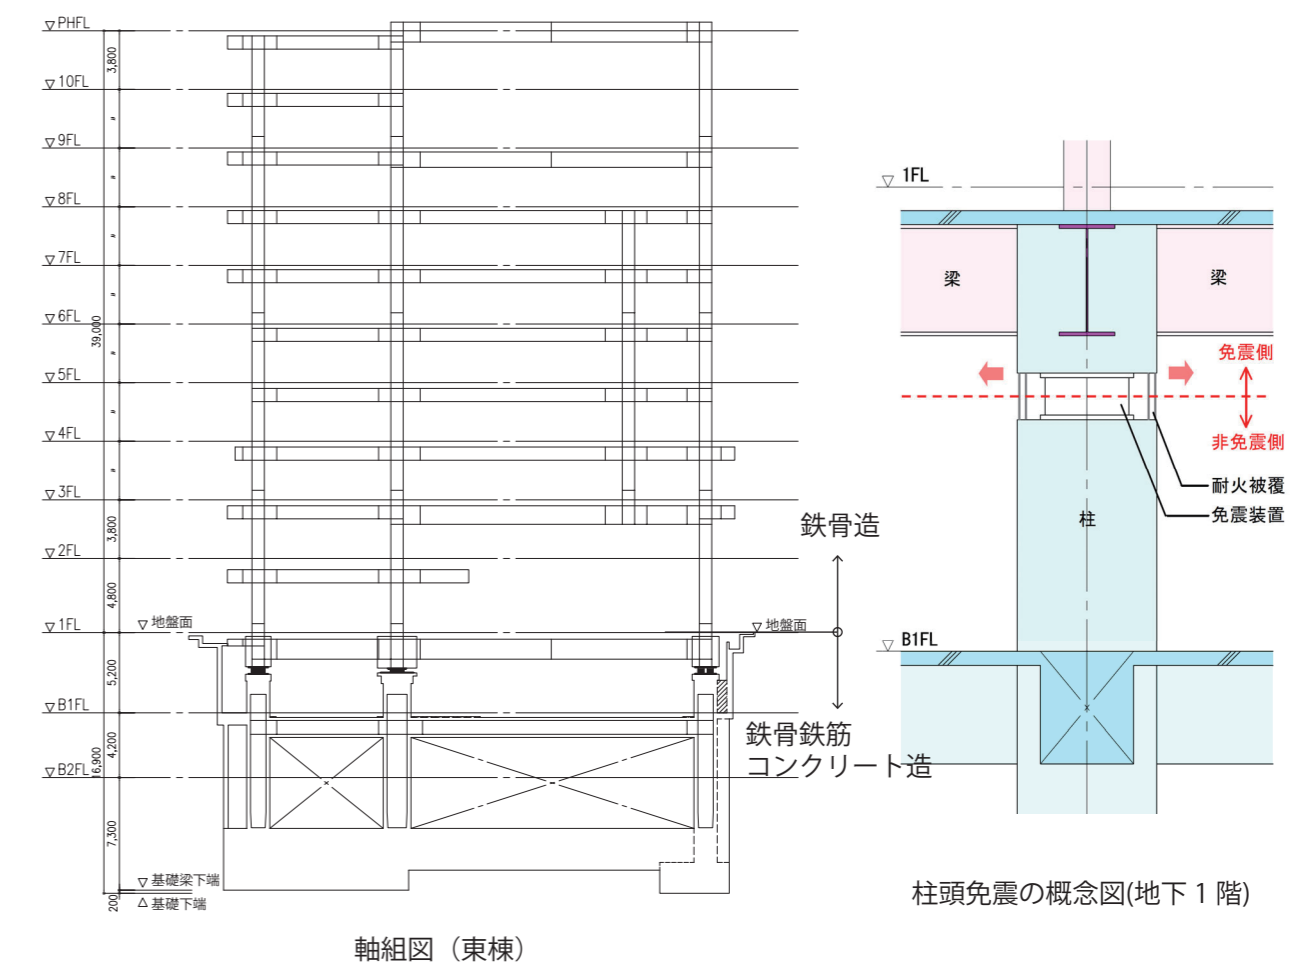 ▽PHFL
3,800
▽10FL
〃
▽9FL
〃
▽8FL
〃
▽7FL
〃
▽6FL
39,000
〃
▽5FL
〃
▽4FL
〃
▽3FL
3,800
▽2FL
4,800
▽1FL
▽地盤面
▽地盤面
5,200
▽B1FL
4,200
16,900
▽B2FL
7,300
▽基礎梁下端
200
△基礎下端
鉄骨造
鉄骨鉄筋
コンクリート造
軸組図（東棟）
▽ 1FL
梁
梁
免震側
非免震側
耐火被覆
免震装置
柱
▽ B1FL
柱頭免震の概念図(地下 1 階)